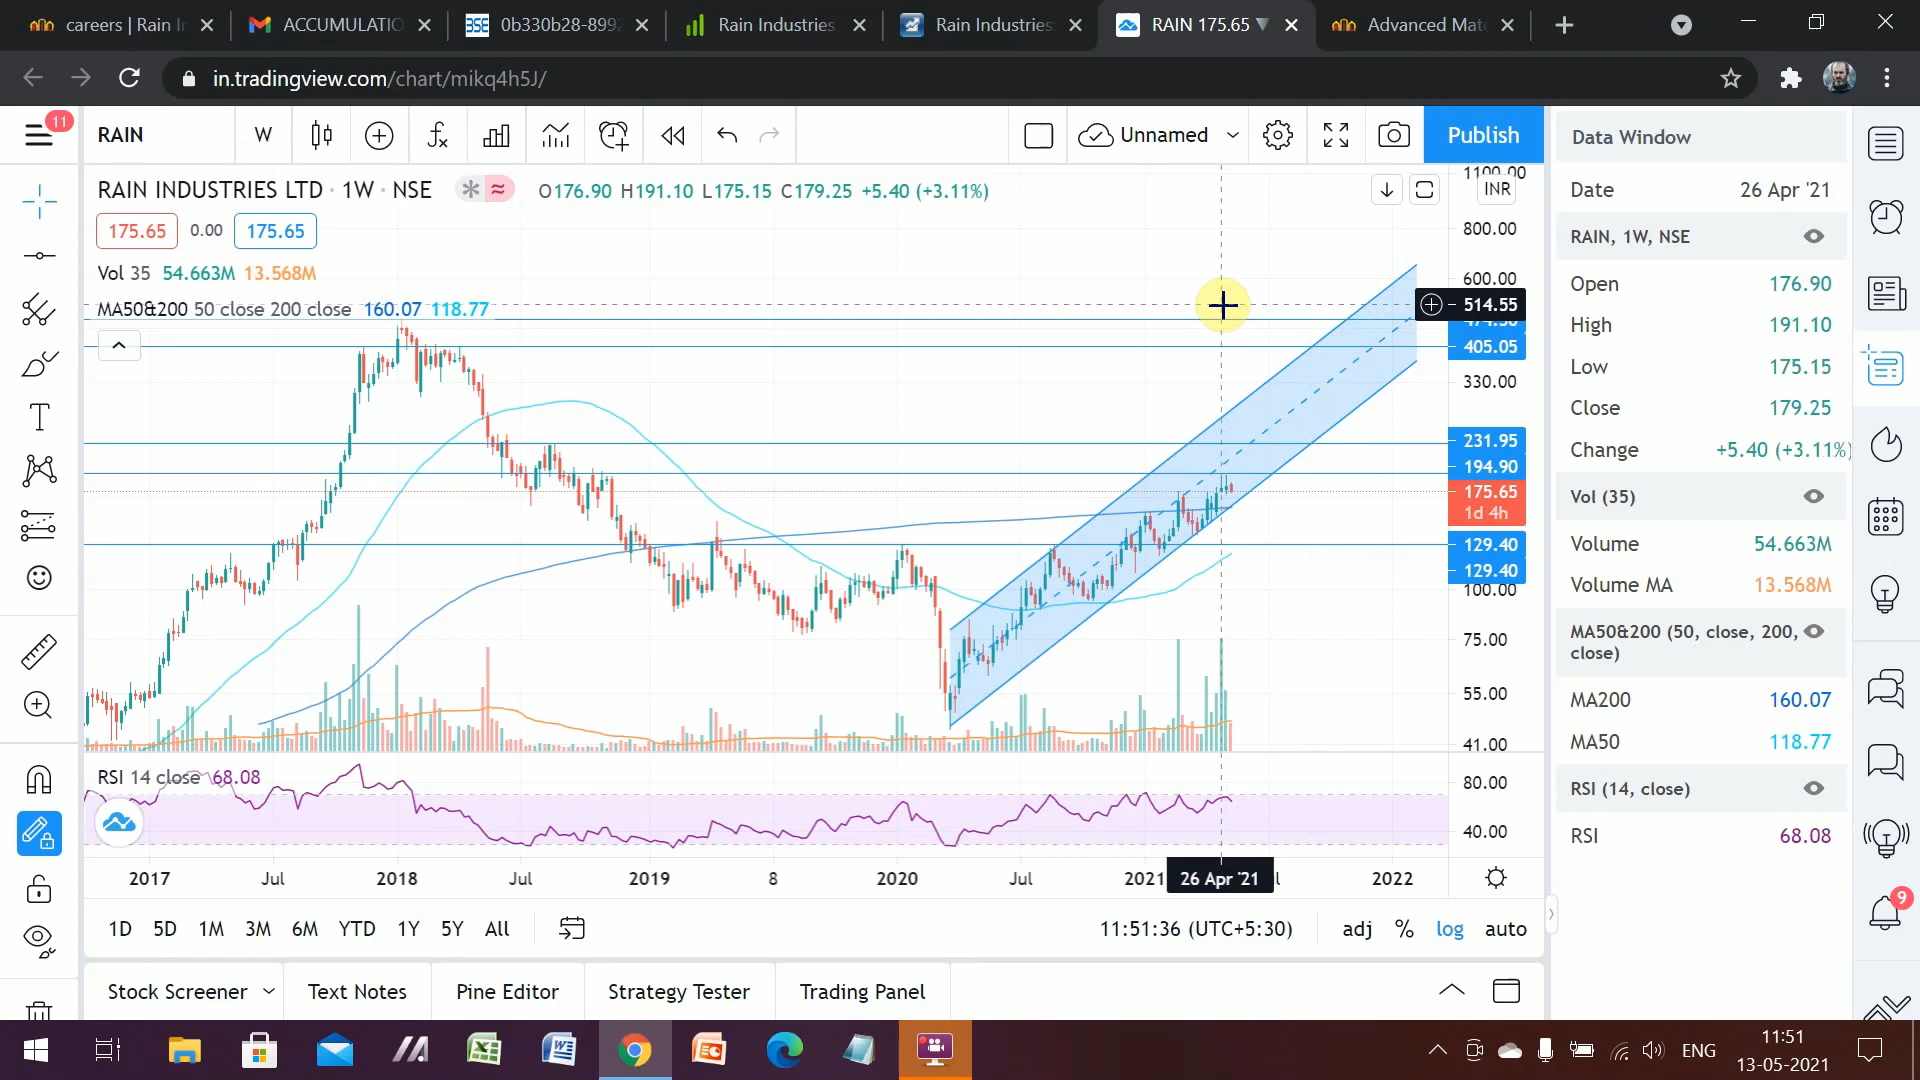 careers | Rain I
ACCUMULATIO
BSE
0b330b28-8992
Rain Industries
Rain Industries
RAIN 175.65 ▼
Advanced Mate
in.tradingview.com/chart/mikq4h5J/
11
RAIN
W
Unnamed
Publish
RAIN INDUSTRIES LTD · 1W · NSE
O176.90 H191.10 L175.15 C179.25 +5.40 (+3.11%)
175.65 0.00 175.65
Vol 35 54.663M 13.568M
MA50&200 50 close 200 close 160.07 118.77
1100.00
INR
800.00
600.00
514.55
405.05
330.00
231.95
194.90
175.65
1d 4h
129.40
129.40
100.00
75.00
55.00
41.00
RSI 14 close 68.08
80.00
40.00
2017 Jul 2018 Jul 2019 8 2020 Jul 2021 26 Apr '21 2022
1D 5D 1M 3M 6M YTD 1Y 5Y All
11:51:36 (UTC+5:30)
adj % log auto
Stock Screener
Text Notes
Pine Editor
Strategy Tester
Trading Panel
Data Window
Date 26 Apr '21
RAIN, 1W, NSE
Open 176.90
High 191.10
Low 175.15
Close 179.25
Change +5.40 (+3.11%)
Vol (35)
Volume 54.663M
Volume MA 13.568M
MA50&200 (50, close, 200,
close)
MA200 160.07
MA50 118.77
RSI (14, close)
RSI 68.08
9
ENG
11:51
13-05-2021